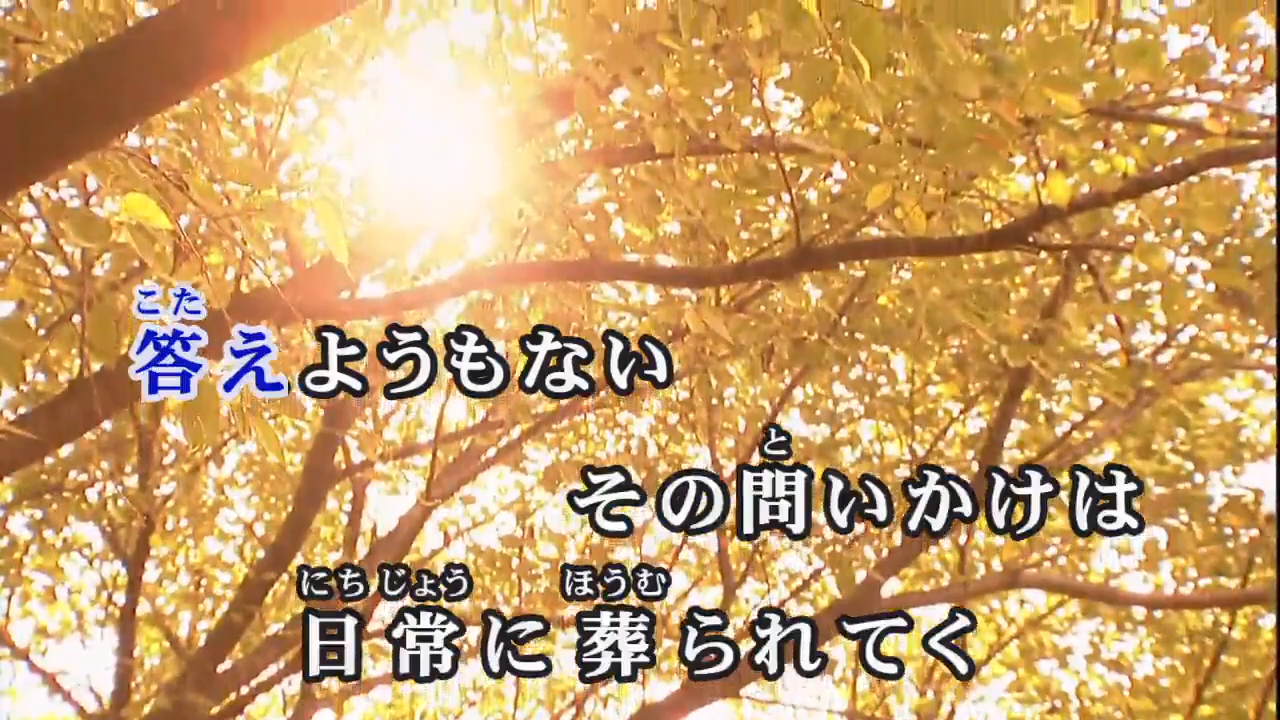 こた
答えようもない
と
その問いかけは
にちじょう ほうむ
日常に葬られてく